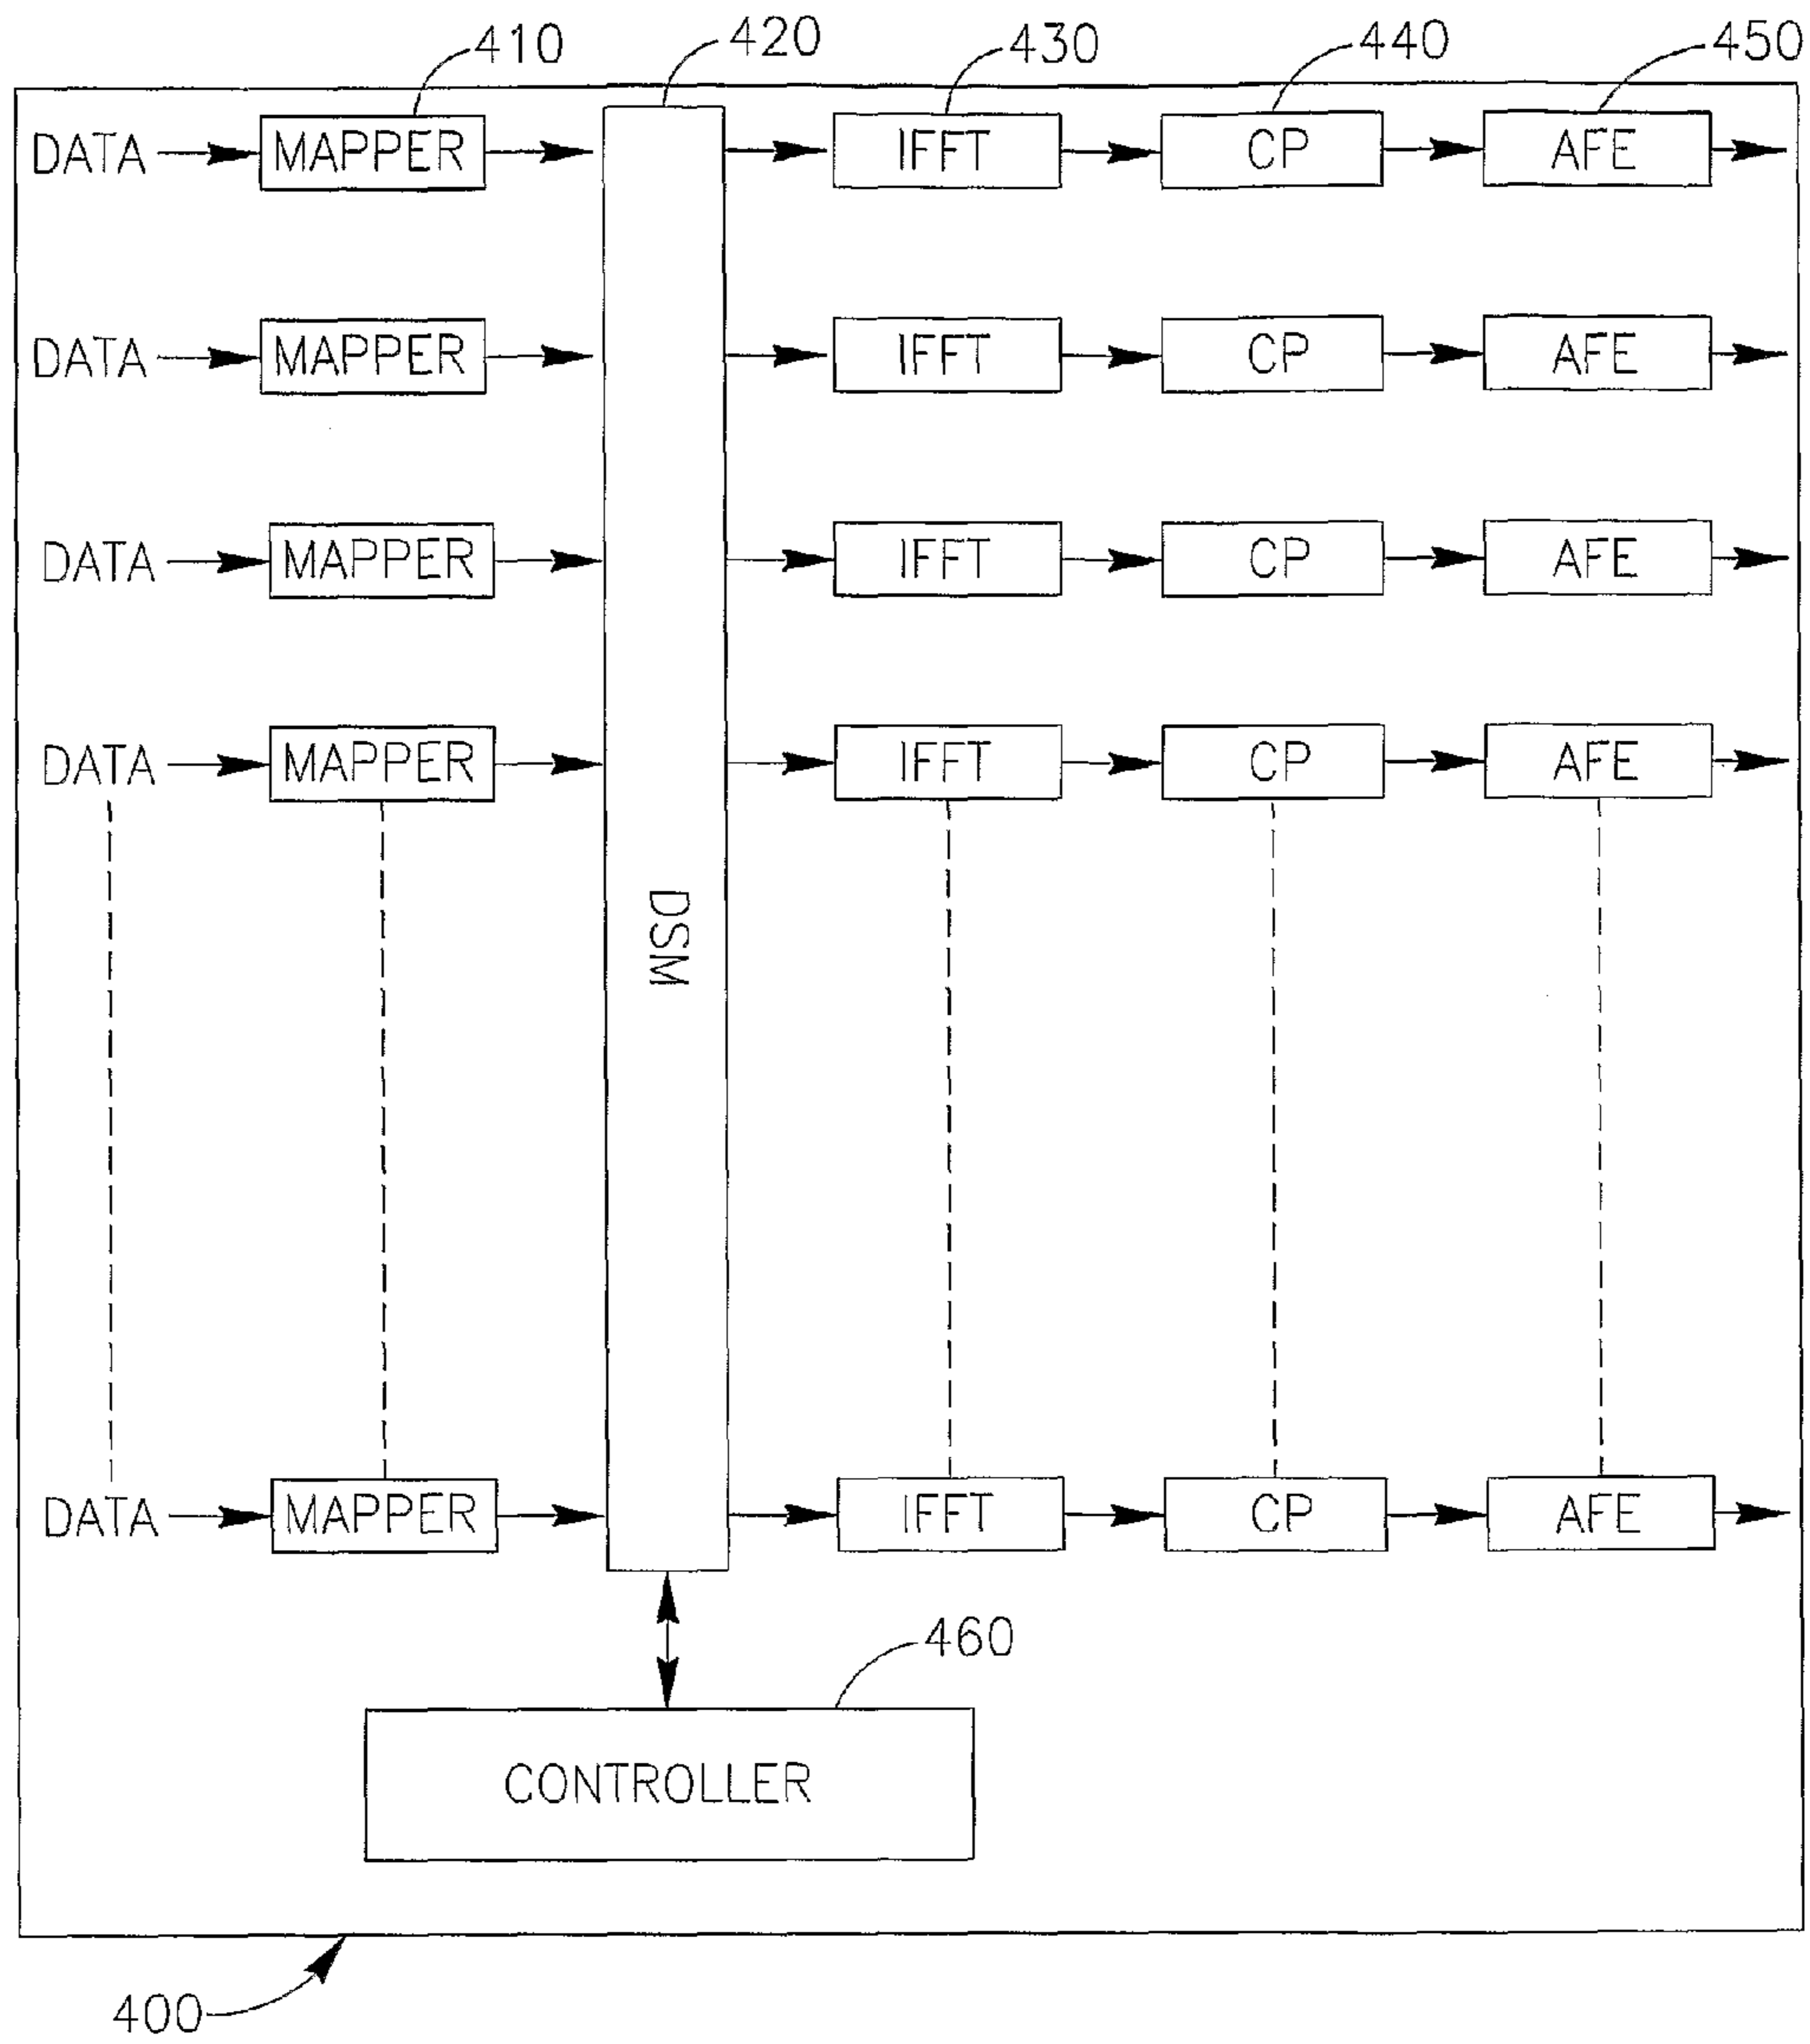 410 420 430 440 450
DATA MAPPER IFFT CP AFE
DATA MAPPER IFFT CP AFE
DATA MAPPER IFFT CP AFE
DATA MAPPER IFFT CP AFE
DSM
DATA MAPPER IFFT CP AFE
460
CONTROLLER
400